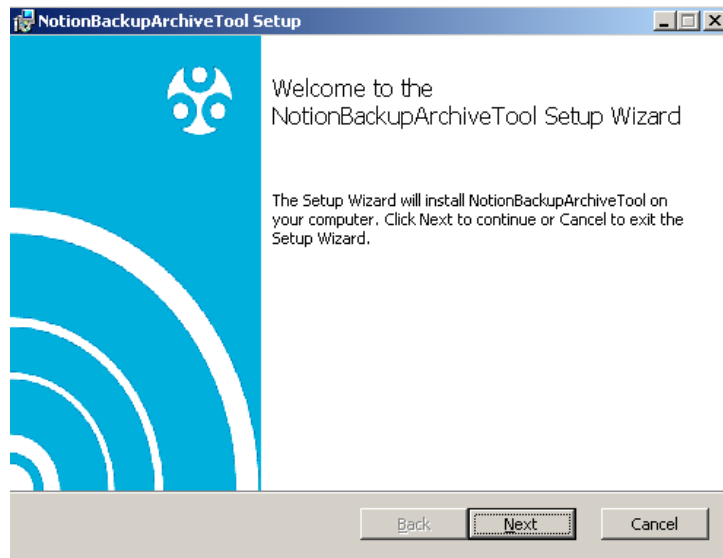 NotionBackupArchiveTool Setup
Welcome to the
NotionBackupArchiveTool Setup Wizard
The Setup Wizard will install NotionBackupArchiveTool on
your computer. Click Next to continue or Cancel to exit the
Setup Wizard.
Back
Next
Cancel